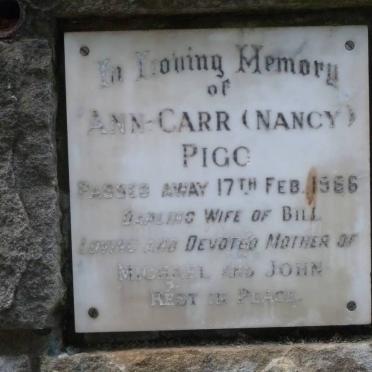 In Loving Memory
of
ANN CARR (NANCY)
PIGG
PASSED AWAY 17TH FEB. 1966
DARLING WIFE OF BILL
LOVING AND DEVOTED MOTHER OF
MICHAEL AND JOHN
REST IN PEACE.